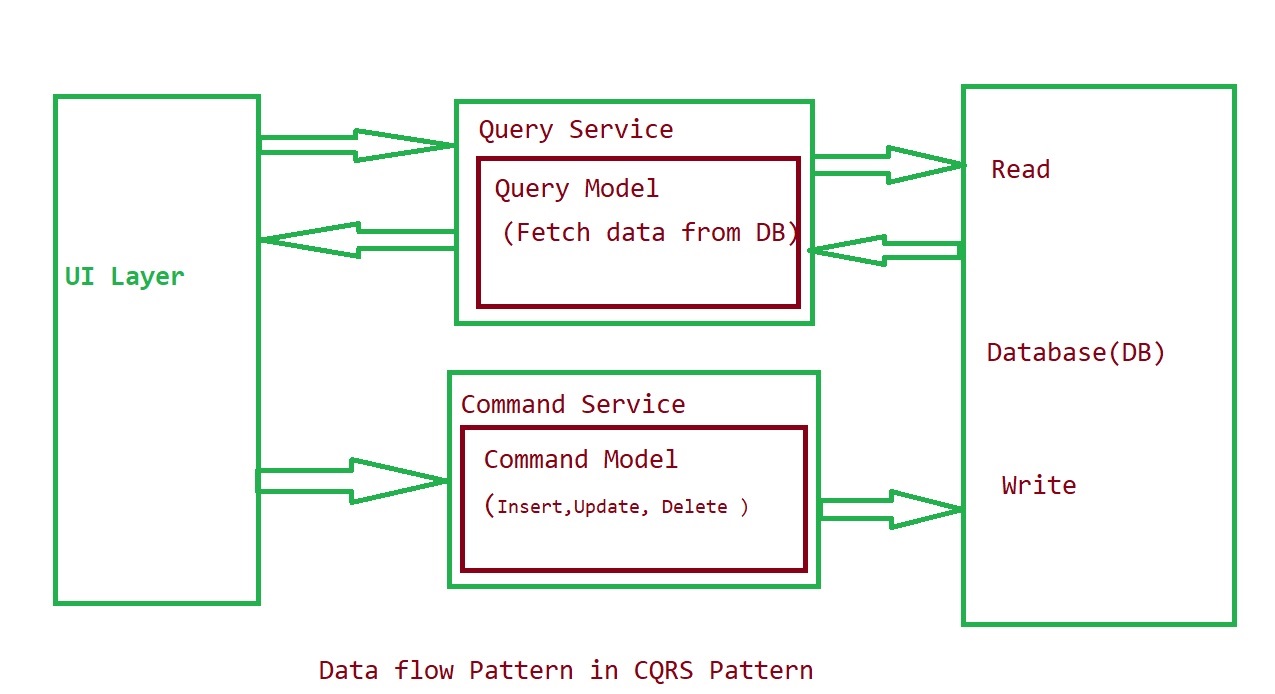 UI Layer
Query Service
Query Model
(Fetch data from DB)
Command Service
Command Model
(Insert,Update, Delete )
Read
Database(DB)
Write
Data flow Pattern in CQRS Pattern